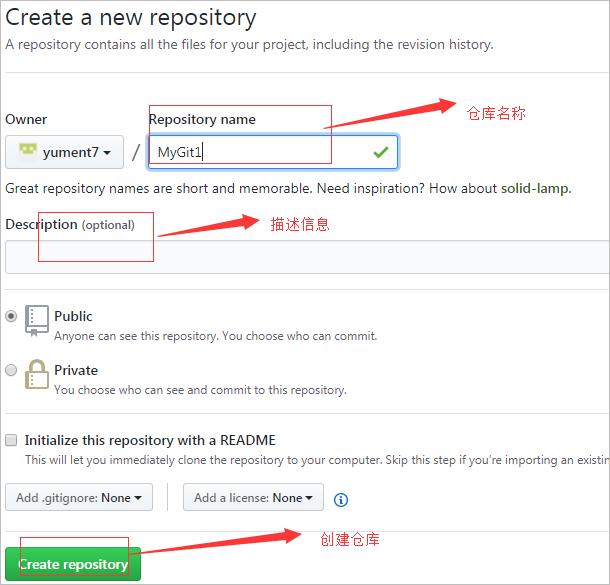 Create a new repository
A repository contains all the files for your project, including the revision history.
Owner
Repository name
仓库名称
yument7 / MyGit1
Great repository names are short and memorable. Need inspiration? How about solid-lamp.
Description (optional)
描述信息
Public
Anyone can see this repository. You choose who can commit.
Private
You choose who can see and commit to this repository.
Initialize this repository with a README
This will let you immediately clone the repository to your computer. Skip this step if you’re importing an existing
Add .gitignore: None
Add a license: None
创建仓库
Create repository